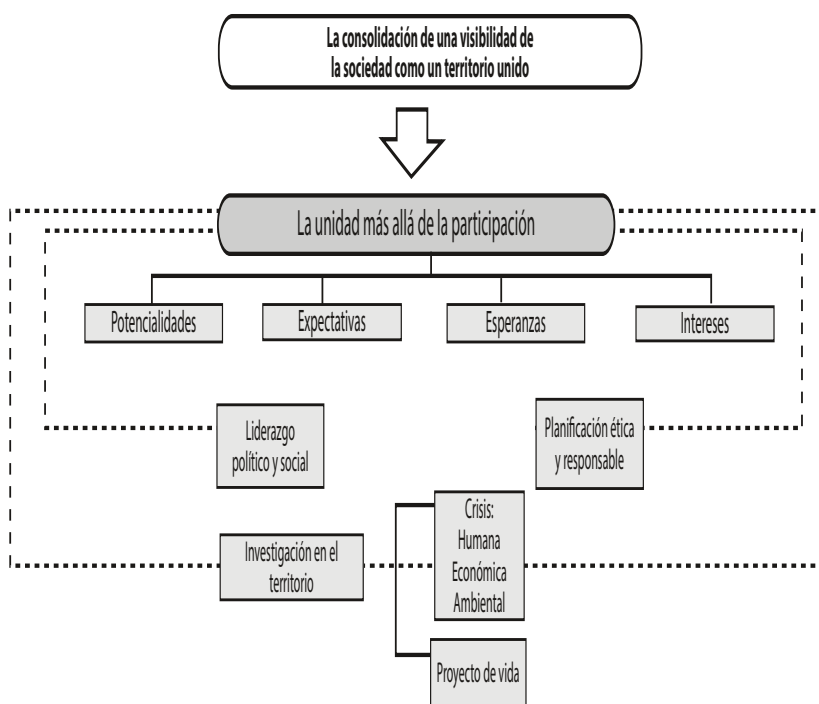 La consolidación de una visibilidad de
la sociedad como un territorio unido
La unidad más allá de la participación
Potencialidades
Expectativas
Esperanzas
Intereses
Liderazgo
político y social
Planificación ética
y responsable
Investigación en el
territorio
Crisis:
Humana
Económica
Ambiental
Proyecto de vida